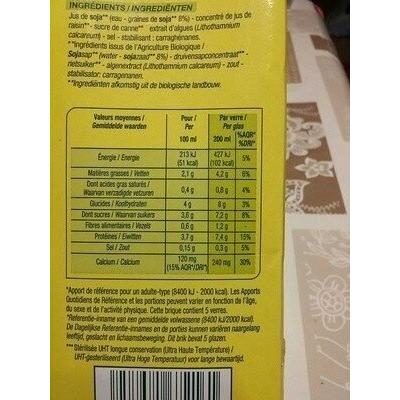 INGRÉDIENTS / INGREDIËNTEN
Jus de soja** (eau - graines de soja** 8%) - concentré de jus de
raisin** - sucre de canne** extrait d'algues (Lithothamnium
calcareum) - sel - stabilisant : carraghénanes.
**Ingrédients issus de l'Agriculture Biologique /
Sojasap** (water - sojazaad** 8%) - druivensapconcentraat** -
rietsuiker** - algenextract (Lithothamnium calcareum) - zout -
stabilisator: carrageenanen.
**Ingrediënten afkomstig uit de biologische landbouw.
Valeurs moyennes / Gemiddelde waarden Pour / Per 100 ml Par verre / Per glas 200 ml %AQR* %DRI*
Énergie / Energie 213 kJ (51 kcal) 427 kJ (102 kcal) 5%
Matières grasses / Vetten 2,1 g 4,2 g 6%
Dont acides gras saturés / Waarvan verzadigde vetzuren 0,4 g 0,8 g 4%
Glucides / Koolhydraten 4 g 8 g 3%
Dont sucres / Waarvan suikers 3,6 g 7,2 g 8%
Fibres alimentaires / Vezels 0,6 g 1,2 g -
Protéines / Eiwitten 3,7 g 7,4 g 15%
Sel / Zout 0,15 g 0,3 g 5%
Calcium / Calcium 120 mg (15% AQR*/DRI*) 240 mg 30%
*Apport de référence pour un adulte-type (8400 kJ - 2000 kcal). Les Apports
Quotidiens de Référence et les portions peuvent varier en fonction de l'âge,
du sexe et de l'activité physique. Cette brique contient 5 verres.
*Referentie-inname van een gemiddelde volwassene (8400 kJ/2000 kcal).
De Dagelijkse Referentie-innames en de porties kunnen variëren naargelang
leeftijd, geslacht en lichaamsbeweging. Dit brik bevat 5 glazen.
***Stérilisée UHT longue conservation (Ultra Haute Température) /
UHT-gesteriliseerd (Ultra Hoge Temperatuur) voor lange bewaartijd.